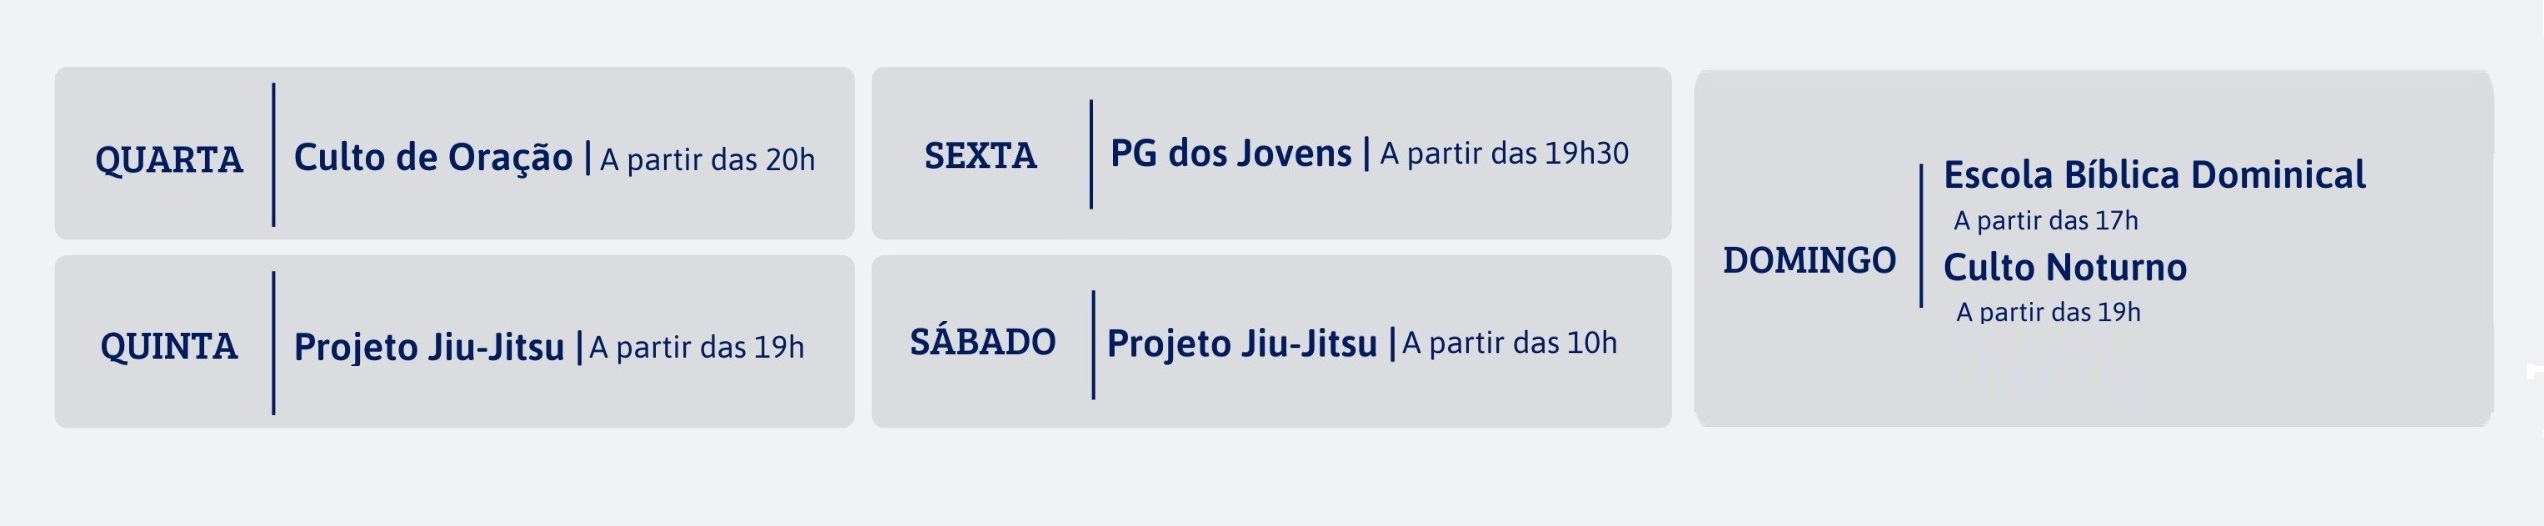 QUARTA
Culto de Oração | A partir das 20h
QUINTA
Projeto Jiu-Jitsu | A partir das 19h
SEXTA
PG dos Jovens | A partir das 19h30
SÁBADO
Projeto Jiu-Jitsu | A partir das 10h
DOMINGO
Escola Bíblica Dominical
A partir das 17h
Culto Noturno
A partir das 19h